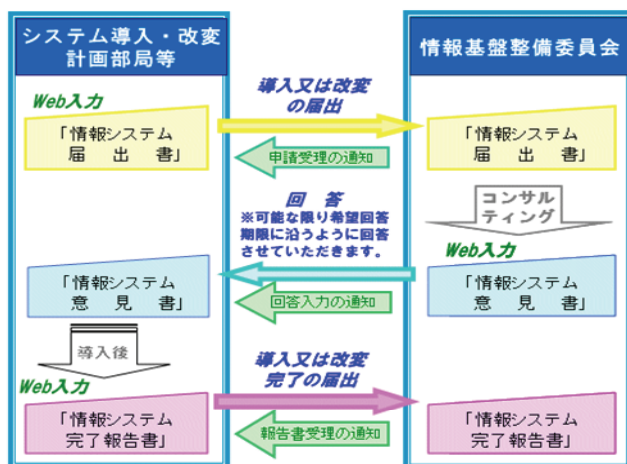 システム導入・改変
計画部局等
情報基盤整備委員会
Web入力
「情報システム
届　出　書」
導入又は改変
の届出
申請受理の通知
「情報システム
届　出　書」
コンサル
ティング
回　答
※可能な限り希望回答
期限に沿うように回答
させていただきます。
Web入力
「情報システム
意　見　書」
回答入力の通知
「情報システム
意　見　書」
導入後
Web入力
「情報システム
完了報告書」
導入又は改変
完了の届出
報告書受理の通知
「情報システム
完了報告書」